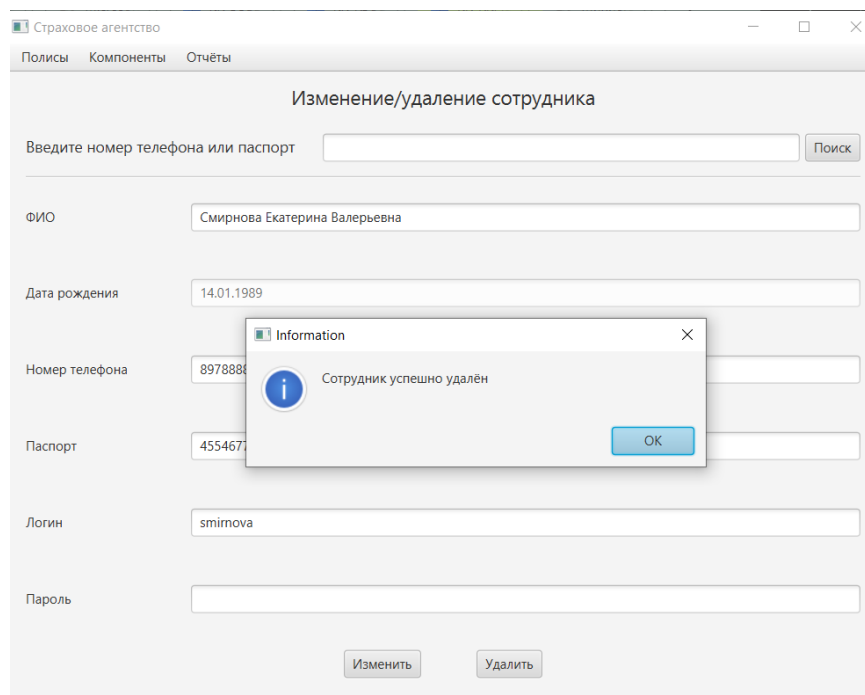 Страховое агентство
Полисы Компоненты Отчёты
Изменение/удаление сотрудника
Введите номер телефона или паспорт Поиск
ФИО Смирнова Екатерина Валерьевна
Дата рождения 14.01.1989
Information
Номер телефона
Сотрудник успешно удалён
OK
Паспорт
Логин smirnova
Пароль
Изменить Удалить